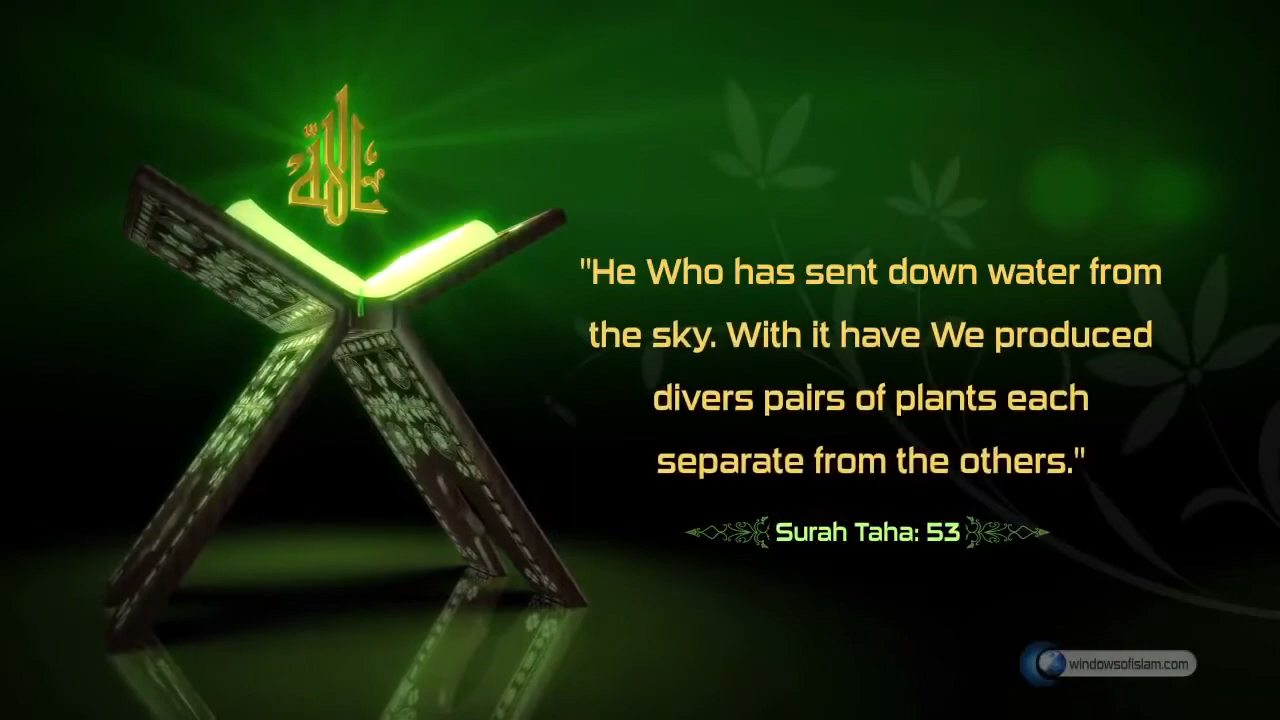 الله
"He Who has sent down water from
the sky. With it have We produced
divers pairs of plants each
separate from the others."
Surah Taha: 53
windowsofislam.com